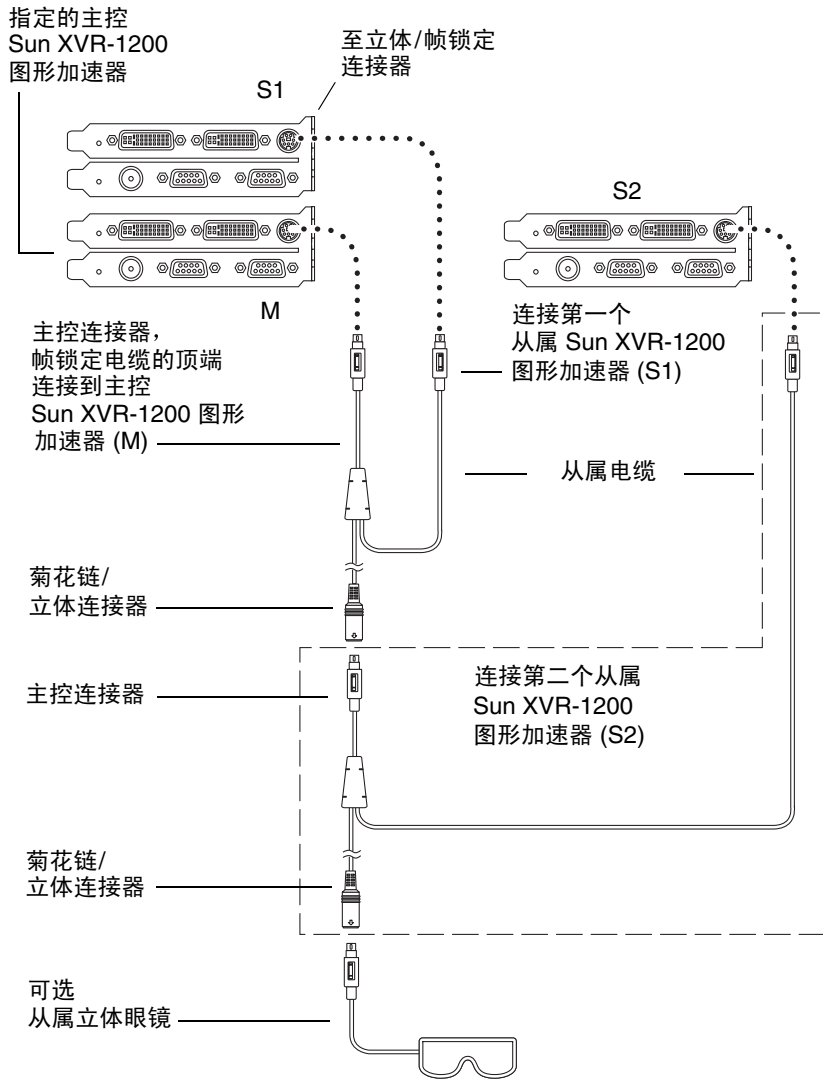 指定的主控
Sun XVR-1200
图形加速器
至立体/帧锁定
连接器
S1
S2
M
主控连接器，
帧锁定电缆的顶端
连接到主控
Sun XVR-1200 图形
加速器 (M)
连接第一个
从属 Sun XVR-1200
图形加速器 (S1)
从属电缆
菊花链/
立体连接器
主控连接器
连接第二个从属
Sun XVR-1200
图形加速器 (S2)
菊花链/
立体连接器
可选
从属立体眼镜